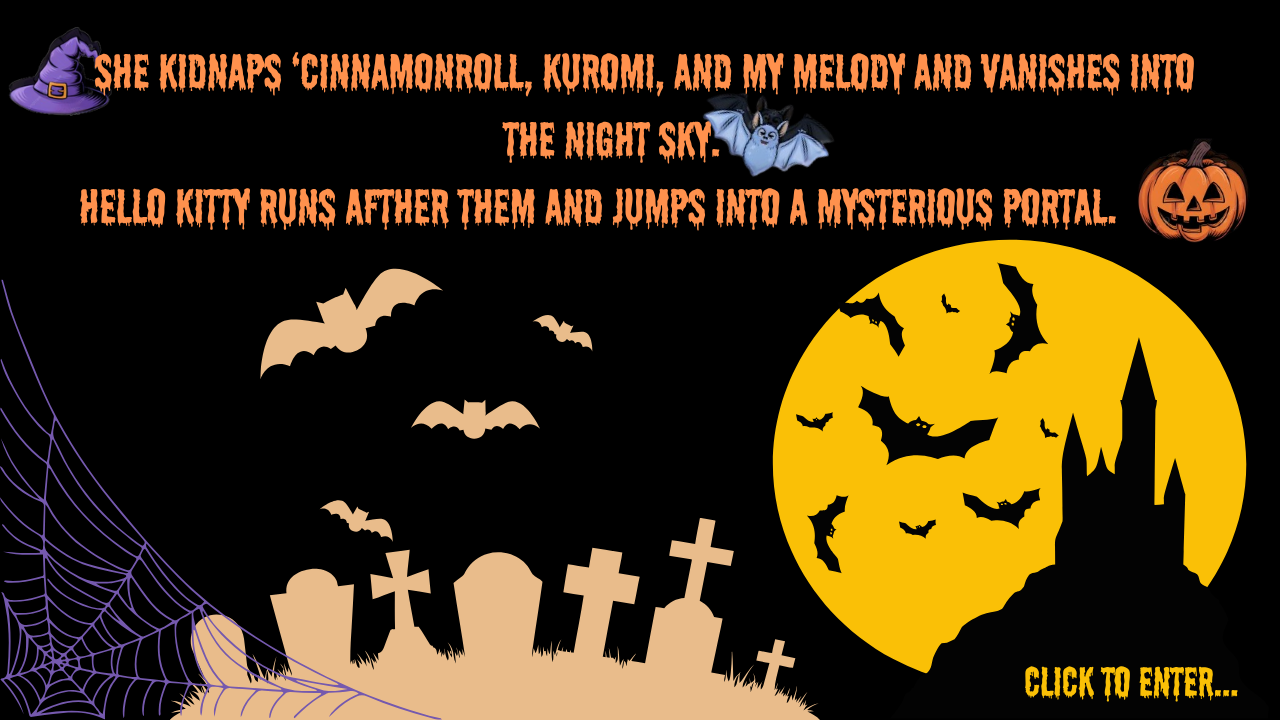 SHE KIDNAPS ‘CINNAMONROLL, KUROMI, AND MY MELODY AND VANISHES INTO
THE NIGHT SKY.
HELLO KITTY RUNS AFTHER THEM AND JUMPS INTO A MYSTERIOUS PORTAL.
CLICK TO ENTER...